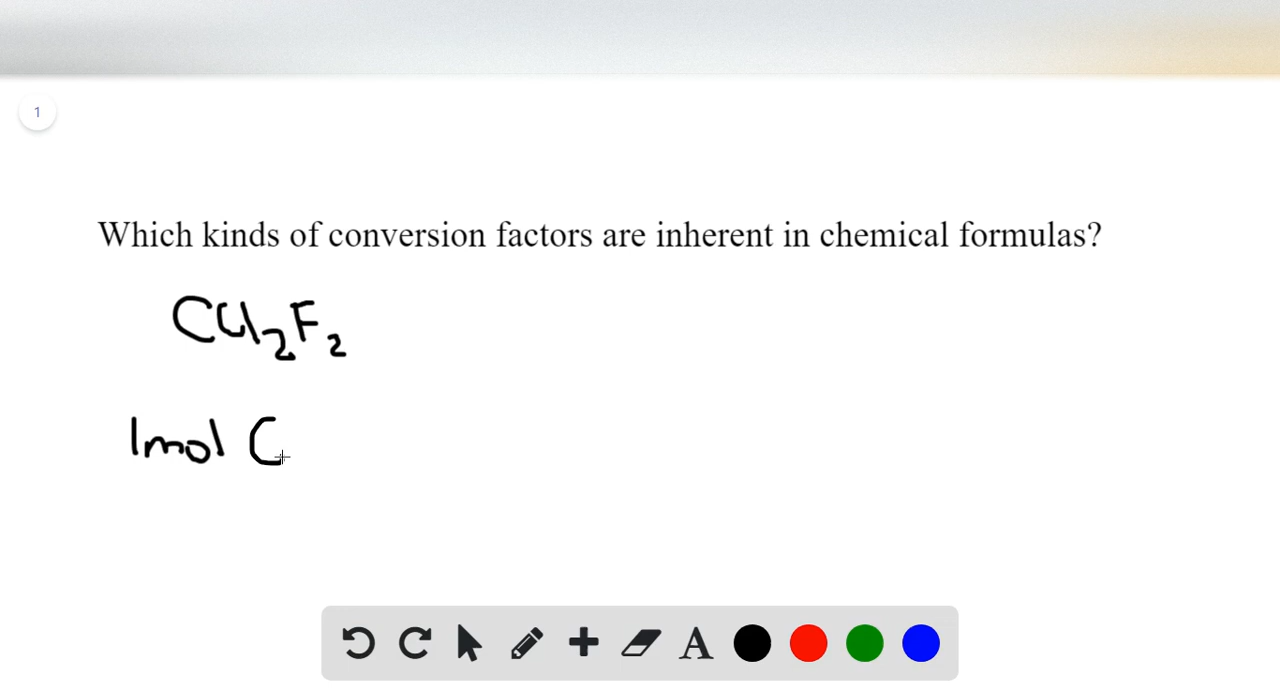 1
Which kinds of conversion factors are inherent in chemical formulas?
CCl₂F₂
1mol C
A